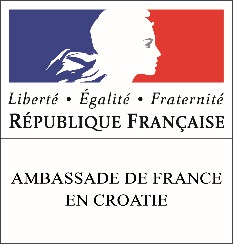 Liberté • Égalité • Fraternité
RÉPUBLIQUE FRANÇAISE
AMBASSADE DE FRANCE
EN CROATIE